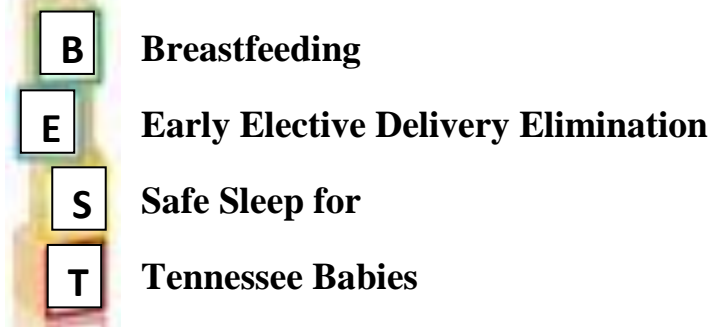 B Breastfeeding
E Early Elective Delivery Elimination
S Safe Sleep for
T Tennessee Babies